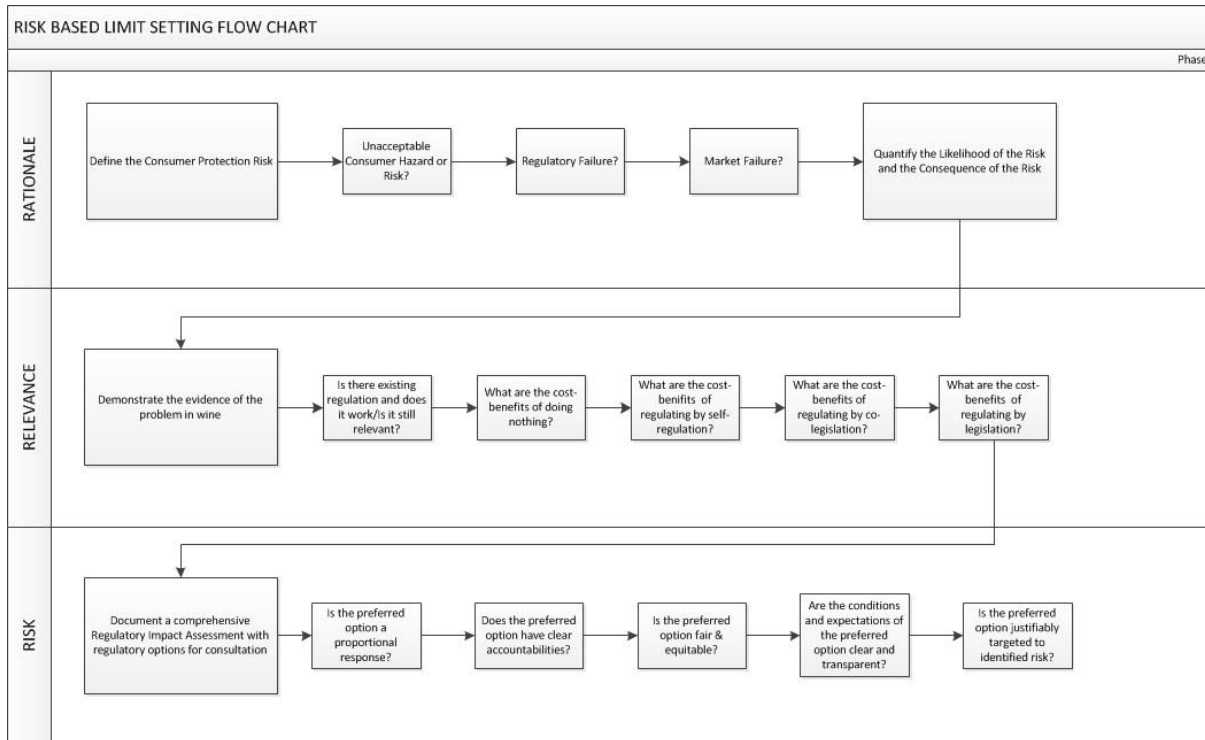 RISK BASED LIMIT SETTING FLOW CHART
Phase
RATIONALE
Define the Consumer Protection Risk
Unacceptable
Consumer Hazard or
Risk?
Regulatory Failure?
Market Failure?
Quantify the Likelihood of the Risk
and the Consequence of the Risk
RELEVANCE
Demonstrate the evidence of the
problem in wine
Is there existing
regulation and does
it work/Is it still
relevant?
What are the cost-
benefits of doing
nothing?
What are the cost-
benifits of
regulating by self-
regulation?
What are the cost-
benefits of
regulating by co-
legislation?
What are the cost-
benefits of
regulating by
legislation?
RISK
Document a comprehensive
Regulatory Impact Assessment with
regulatory options for consultation
Is the preferred
option a
proportional
response?
Does the preferred
option have clear
accountabilities?
Is the preferred
option fair &
equitable?
Are the conditions
and expectations of
the preferred
option clear and
transparent?
Is the preferred
option justifiably
targeted to
identified risk?